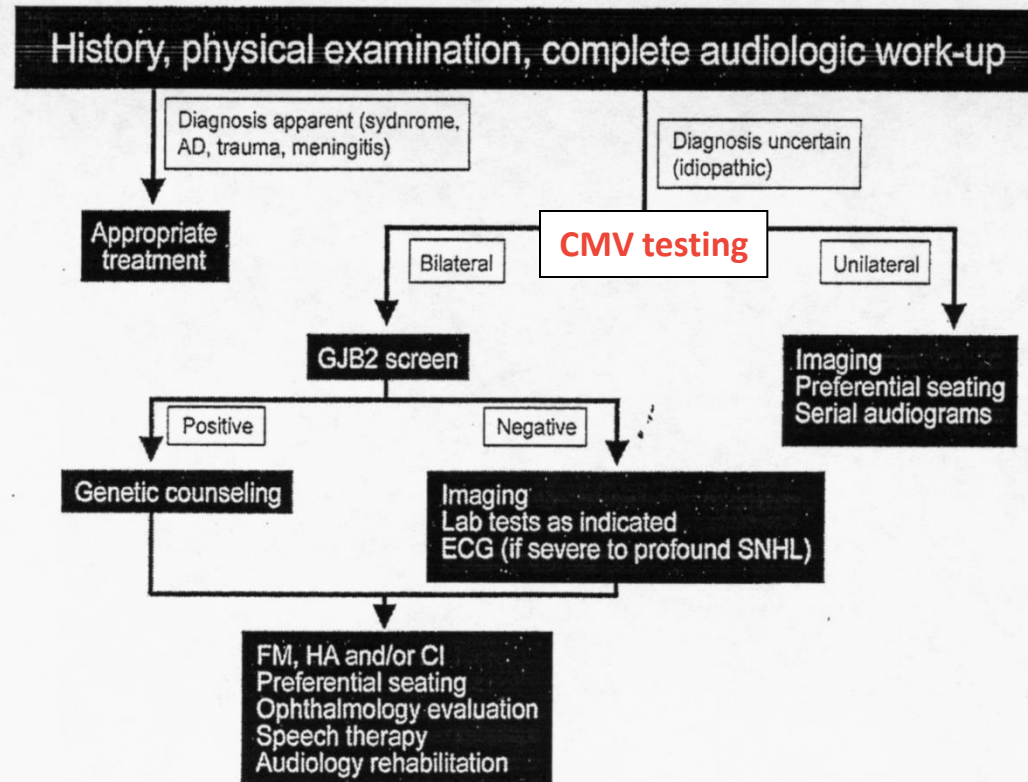 History, physical examination, complete audiologic work-up
Diagnosis apparent (sydnrome,
AD, trauma, meningitis)
Diagnosis uncertain
(idiopathic)
Appropriate
treatment
CMV testing
Bilateral
Unilateral
GJB2 screen
Imaging
Preferential seating
Serial audiograms
Positive
Negative
Genetic counseling
Imaging
Lab tests as indicated
ECG (if severe to profound SNHL)
FM, HA and/or CI
Preferential seating
Ophthalmology evaluation
Speech therapy
Audiology rehabilitation